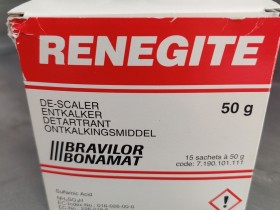 RENEGITE
DE-SCALER
50 g
ENTKALKER
DETARTRANT
ONTKALKINGSMIDDEL
BRAVILOR
BONAMAT
15 sachets à 50 g
code: 7.190.101.111
Sulfamic Acid